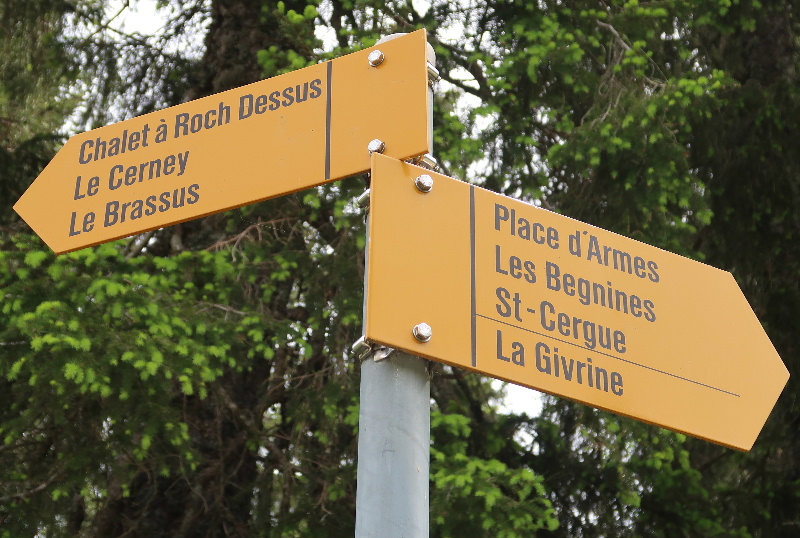 Chalet à Roch Dessus
Le Cerney
Le Brassus
Place d'Armes
Les Begnines
St-Cergue
La Givrine